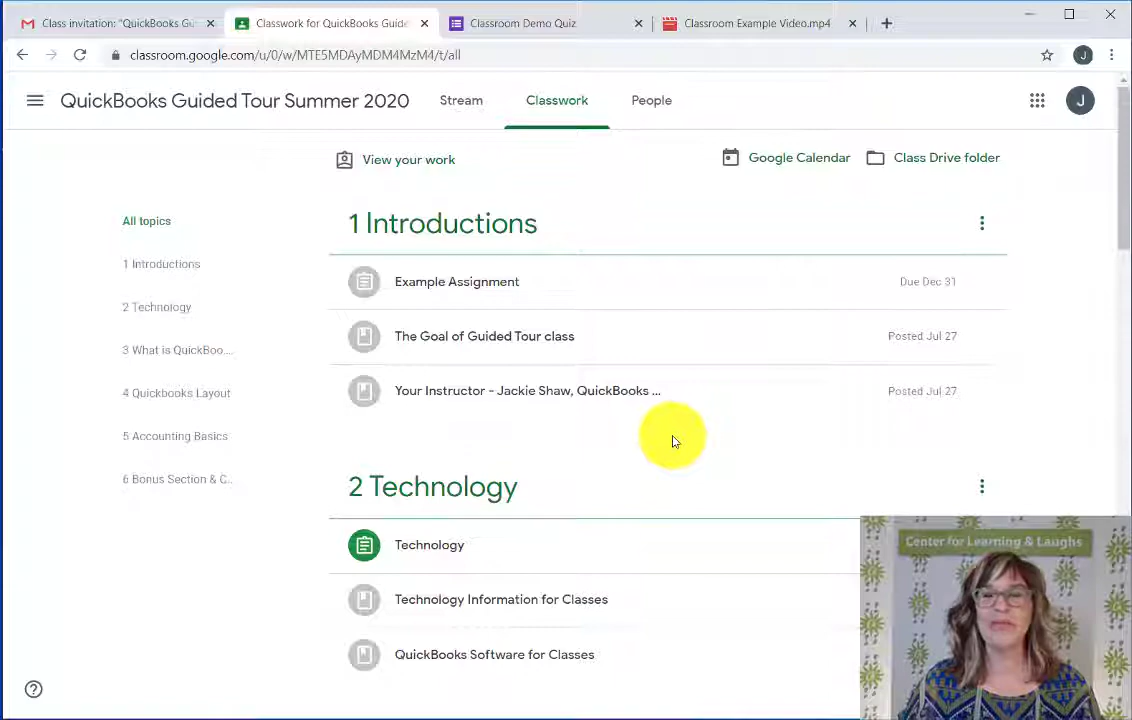 Class invitation: "QuickBooks Gu
Classwork for QuickBooks Guide
Classroom Demo Quiz
Classroom Example Video.mp4
classroom.google.com/u/0/w/MTE5MDAyMDM4MzM4/t/all
J
QuickBooks Guided Tour Summer 2020
Stream
Classwork
People
J
View your work
Google Calendar
Class Drive folder
All topics
1 Introductions
2 Technology
3 What is QuickBoo...
4 Quickbooks Layout
5 Accounting Basics
6 Bonus Section & C...
1 Introductions
Example Assignment
Due Dec 31
The Goal of Guided Tour class
Posted Jul 27
Your Instructor - Jackie Shaw, QuickBooks ...
Posted Jul 27
2 Technology
Technology
Technology Information for Classes
QuickBooks Software for Classes
Center for Learning & Laughs